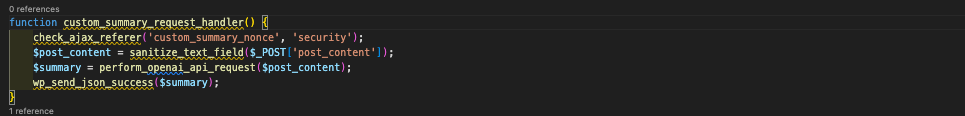 0 references
function custom_summary_request_handler() {
    check_ajax_referer('custom_summary_nonce', 'security');
    $post_content = sanitize_text_field($_POST['post_content']);
    $summary = perform_openai_api_request($post_content);
    wp_send_json_success($summary);
}
1 reference